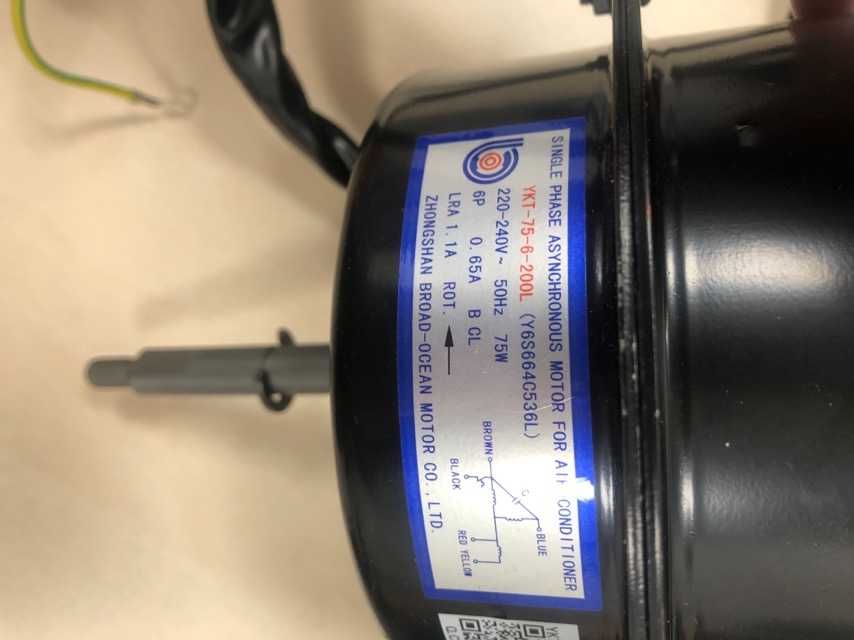 SINGLE PHASE ASYNCHRONOUS MOTOR FOR AIR CONDITIONER
YKT-75-6-200L (Y6S664C536L)
220-240V~ 50Hz 75W
6P 0.65A B CL
LRA 1.1A ROT.
ZHONGSHAN BROAD-OCEAN MOTOR CO.,LTD.
BROWN
BLUE
BLACK
RED YELLOW
YKT